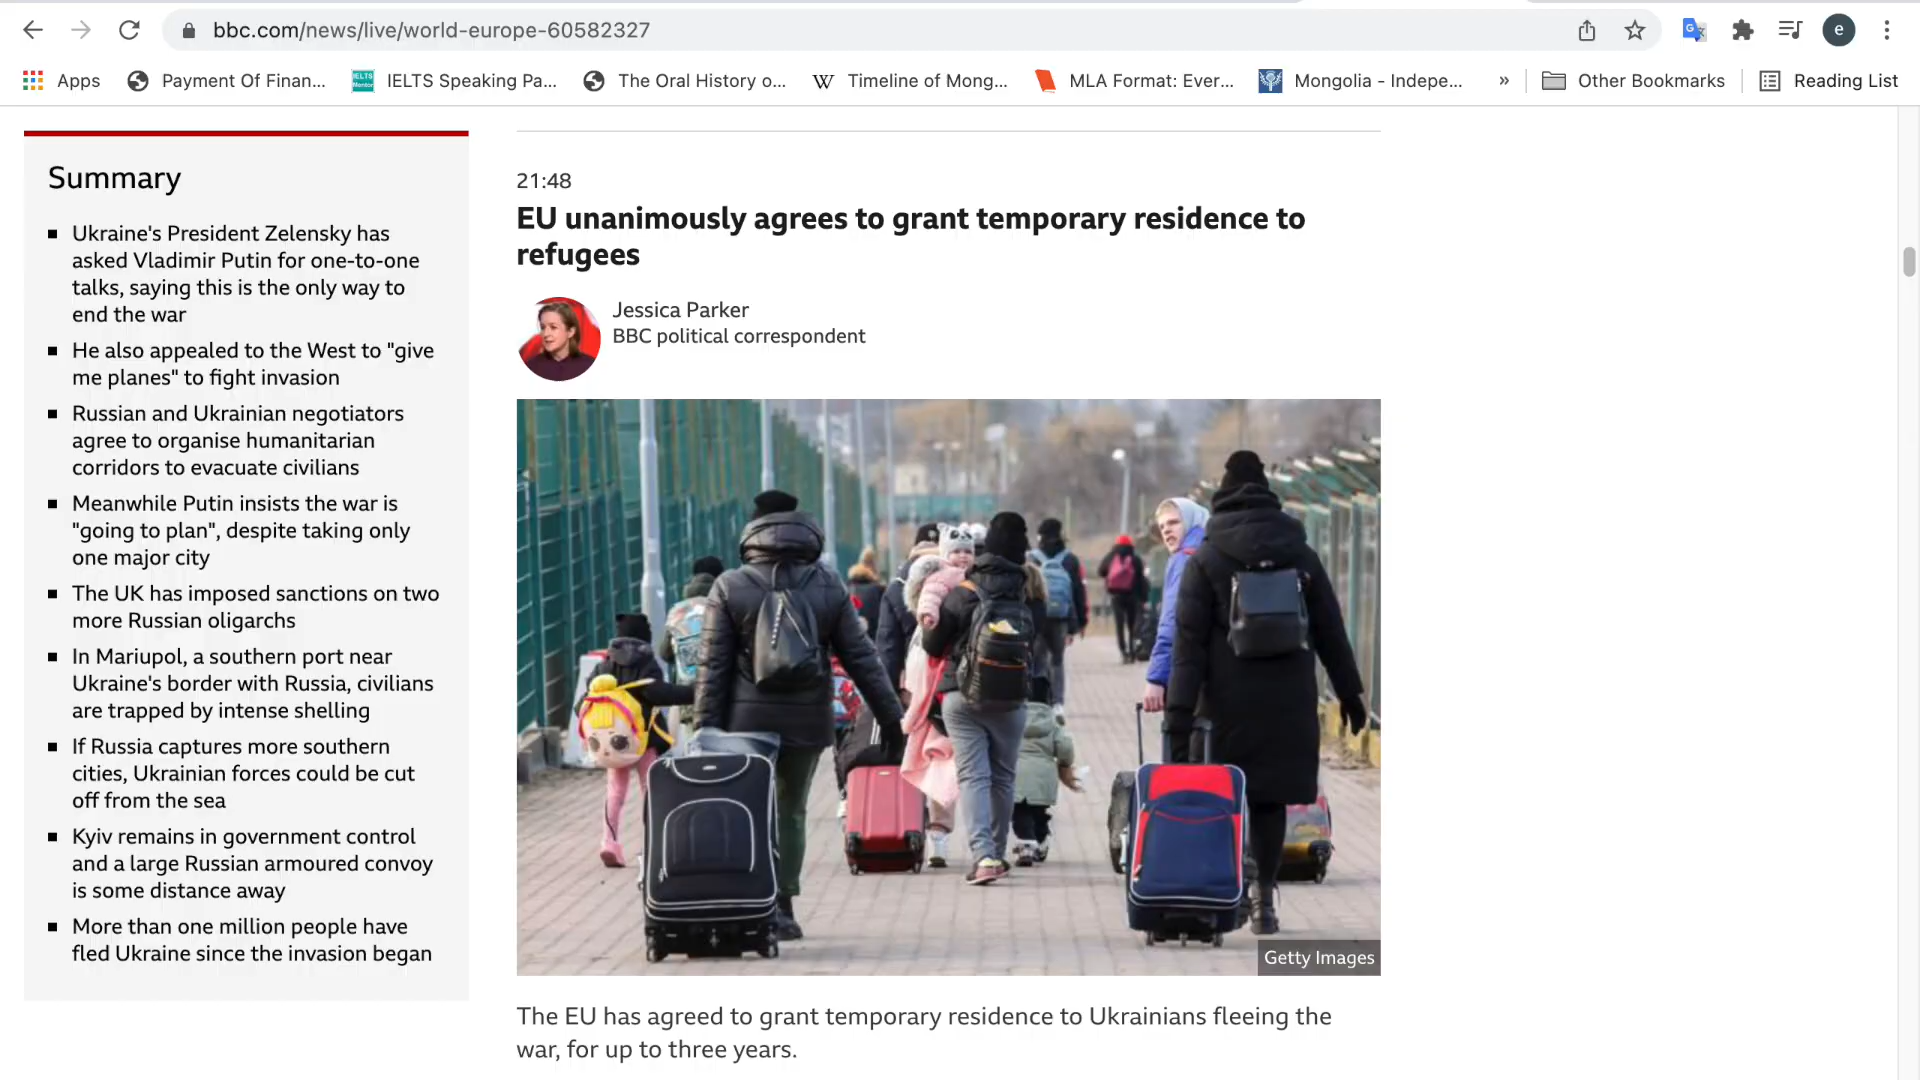 bbc.com/news/live/world-europe-60582327
e
Apps
Payment Of Finan...
IELTS Speaking Pa...
The Oral History o...
Timeline of Mong...
MLA Format: Ever...
Mongolia - Indepe...
»
Other Bookmarks
Reading List
Summary
Ukraine's President Zelensky has
asked Vladimir Putin for one-to-one
talks, saying this is the only way to
end the war
He also appealed to the West to "give
me planes" to fight invasion
Russian and Ukrainian negotiators
agree to organise humanitarian
corridors to evacuate civilians
Meanwhile Putin insists the war is
"going to plan", despite taking only
one major city
The UK has imposed sanctions on two
more Russian oligarchs
In Mariupol, a southern port near
Ukraine's border with Russia, civilians
are trapped by intense shelling
If Russia captures more southern
cities, Ukrainian forces could be cut
off from the sea
Kyiv remains in government control
and a large Russian armoured convoy
is some distance away
More than one million people have
fled Ukraine since the invasion began
21:48
EU unanimously agrees to grant temporary residence to
refugees
Jessica Parker
BBC political correspondent
Getty Images
The EU has agreed to grant temporary residence to Ukrainians fleeing the
war, for up to three years.